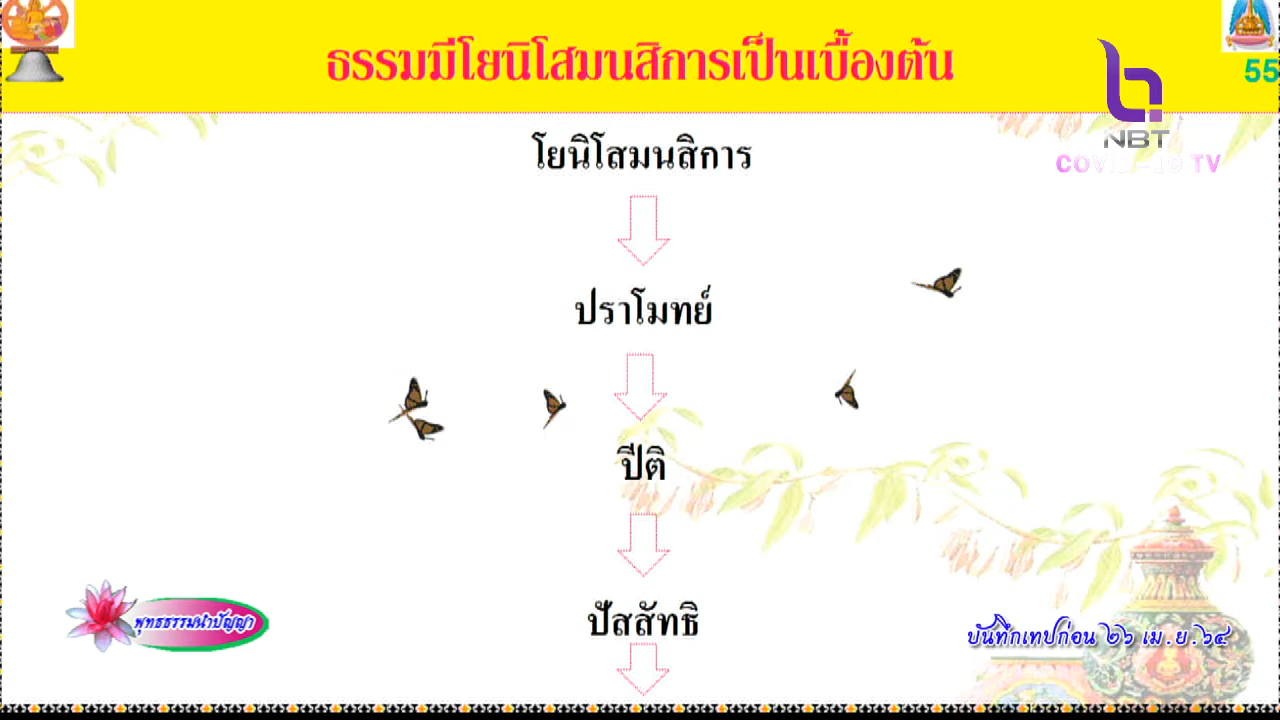 ธรรมมีโยนิโสมนสิการเป็นเบื้องต้น
55
NBT
COVID-19 TV
โยนิโสมนสิการ
ปราโมทย์
ปีติ
ปัสสัทธิ
พุทธธรรมนำปัญญา
บันทึกเทปก่อน ๒๖ เม.ย.๖๔